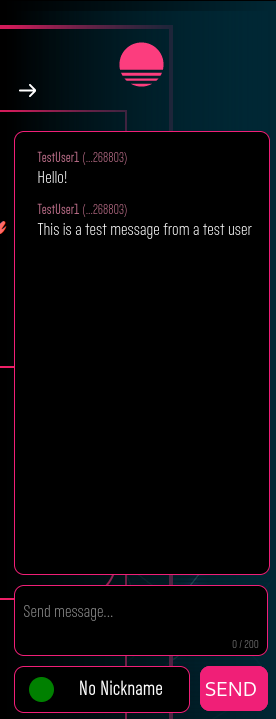 TestUser1 (...268803)
Hello!
TestUser1 (...268803)
This is a test message from a test user
Send message...
0 / 200
No Nickname
SEND